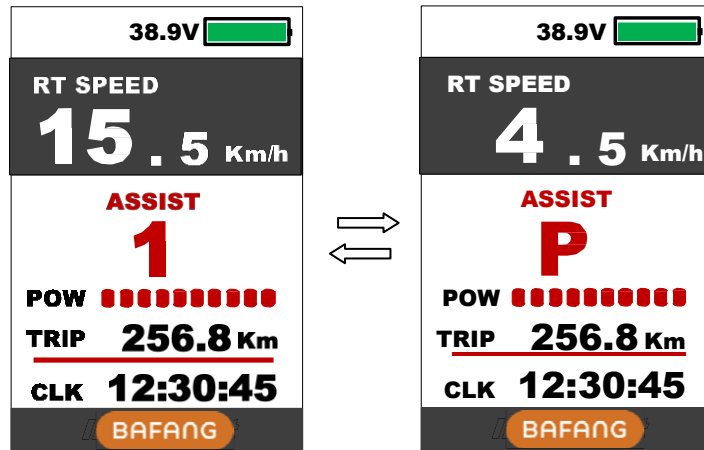 38.9V
RT SPEED
15.5 Km/h
ASSIST
1
POW
TRIP 256.8 Km
CLK 12:30:45
BAFANG
38.9V
RT SPEED
4.5 Km/h
ASSIST
P
POW
TRIP 256.8 Km
CLK 12:30:45
BAFANG